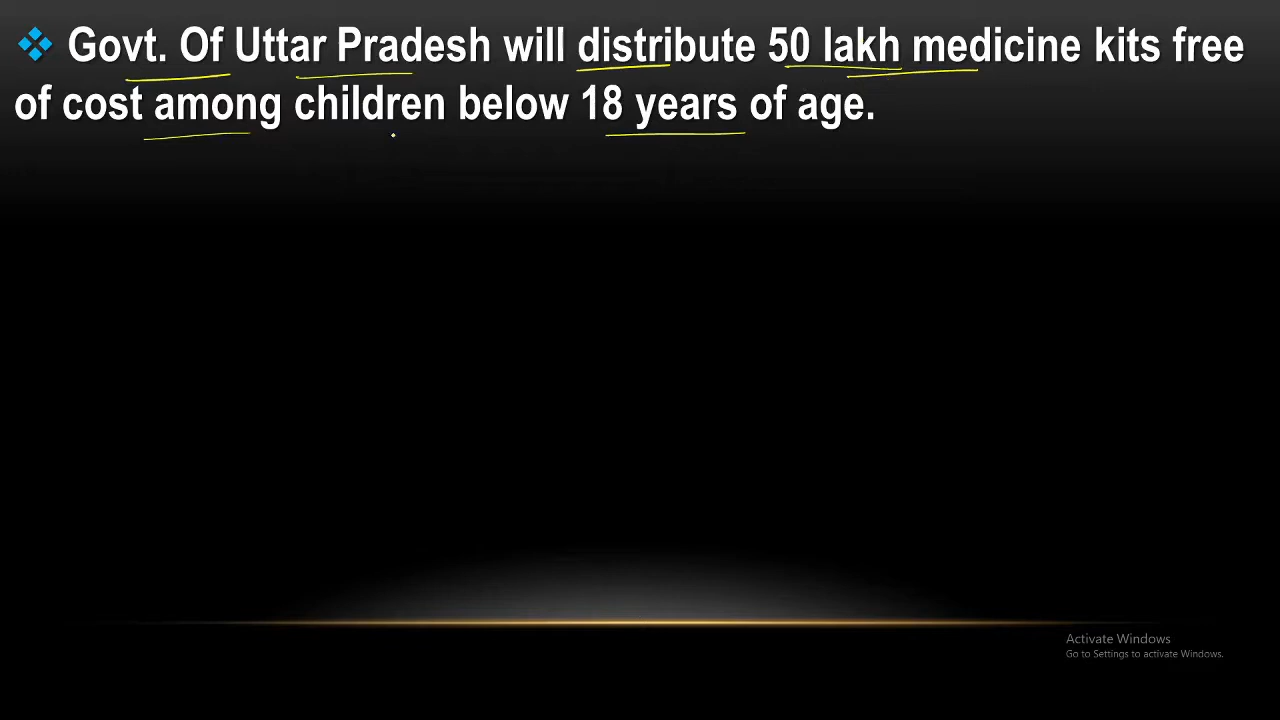 Govt. Of Uttar Pradesh will distribute 50 lakh medicine kits free
of cost among children below 18 years of age.
Activate Windows
Go to Settings to activate Windows.